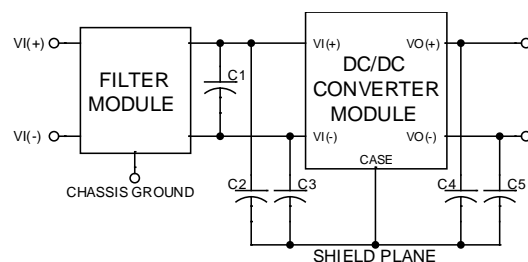 VI(+)
VI(-)
FILTER
MODULE
CHASSIS GROUND
C1
C2
C3
VI(+)
VI(-)
DC/DC
CONVERTER
MODULE
CASE
VO(+)
VO(-)
C4
C5
SHIELD PLANE